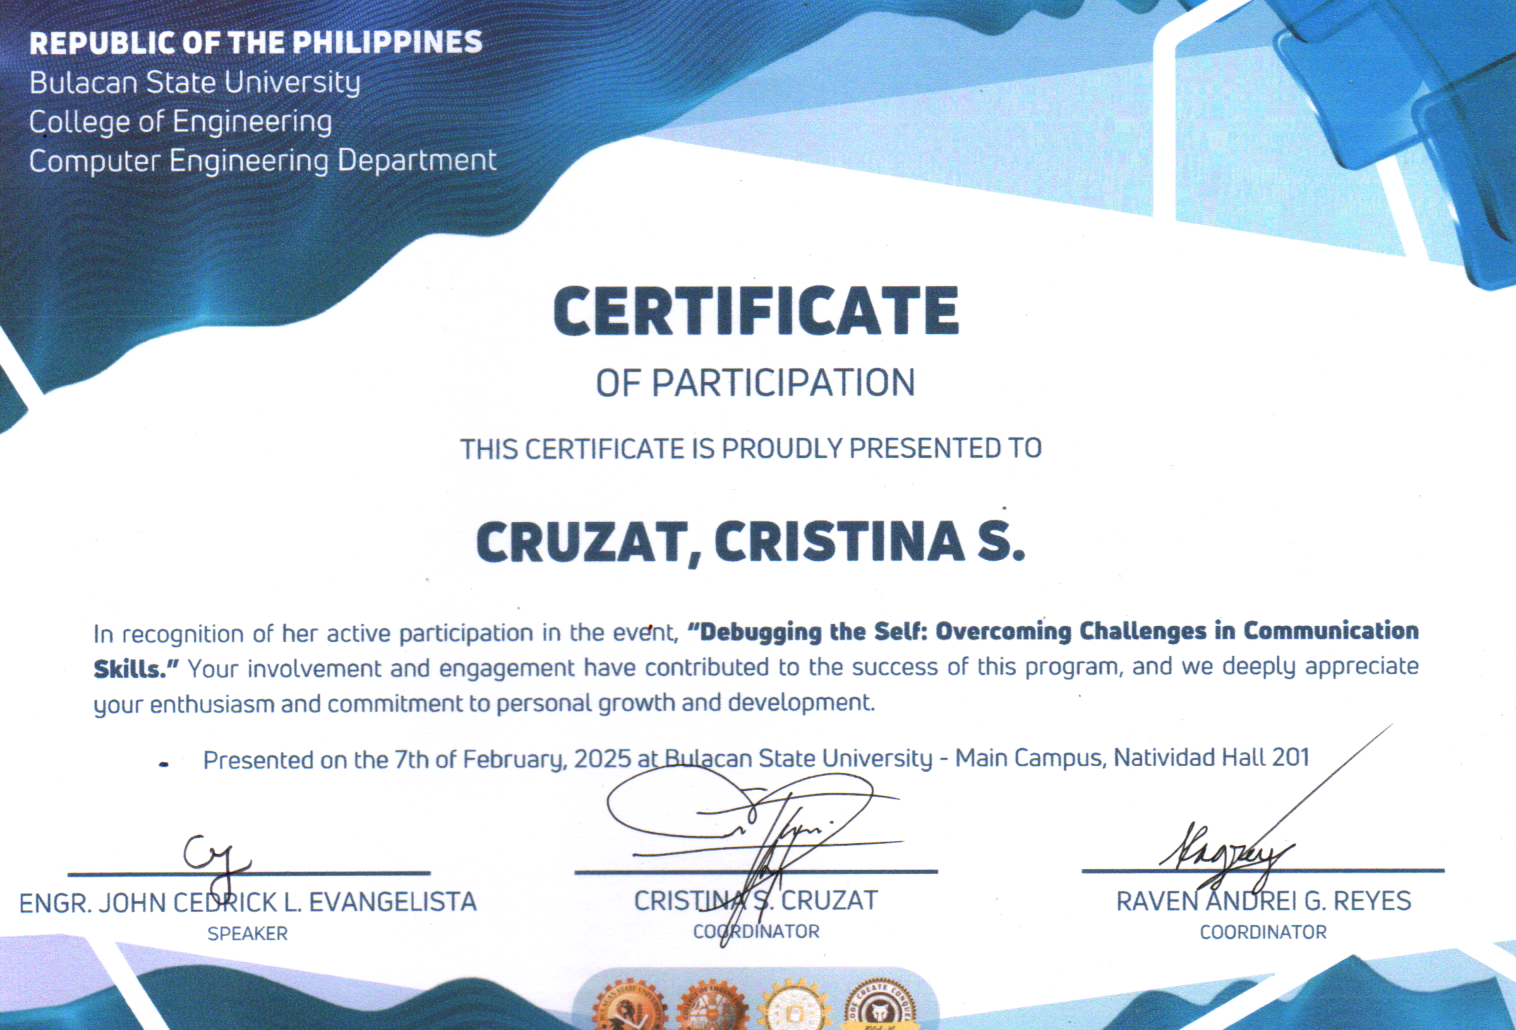 REPUBLIC OF THE PHILIPPINES
Bulacan State University
College of Engineering
Computer Engineering Department
CERTIFICATE
OF PARTICIPATION
THIS CERTIFICATE IS PROUDLY PRESENTED TO
CRUZAT, CRISTINA S.
In recognition of her active participation in the event, “Debugging the Self: Overcoming Challenges in Communication
Skills.” Your involvement and engagement have contributed to the success of this program, and we deeply appreciate
your enthusiasm and commitment to personal growth and development.
- Presented on the 7th of February, 2025 at Bulacan State University - Main Campus, Natividad Hall 201
ENGR. JOHN CEDRICK L. EVANGELISTA
SPEAKER
CRISTINA S. CRUZAT
COORDINATOR
RAVEN ANDREI G. REYES
COORDINATOR